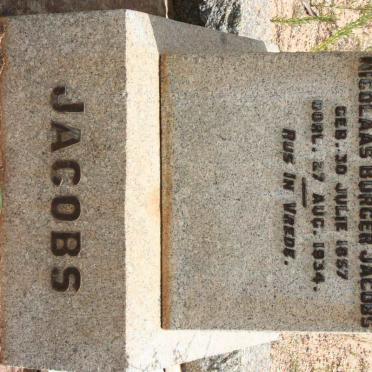 NICOLAAS BURGER JACOBS
GEB. 30 JULIE 1857
OORL. 27 AUG. 1934.
RUS IN VREDE.
JACOBS